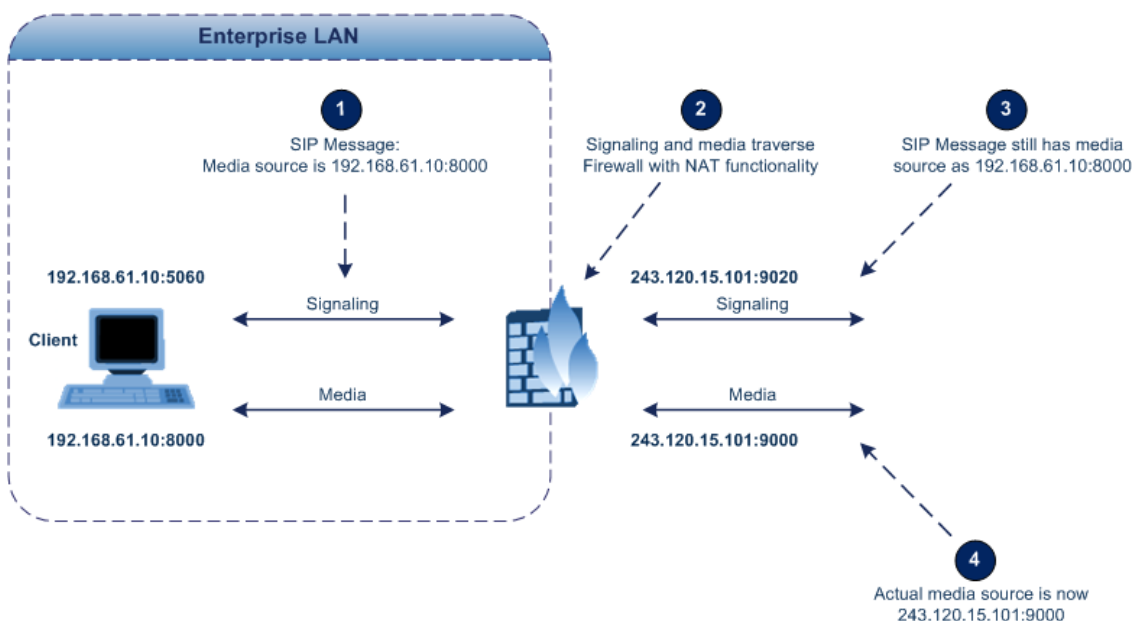 Enterprise LAN
1
SIP Message:
Media source is 192.168.61.10:8000
2
Signaling and media traverse
Firewall with NAT functionality
3
SIP Message still has media
source as 192.168.61.10:8000
192.168.61.10:5060
243.120.15.101:9020
Signaling
Signaling
Client
Media
Media
192.168.61.10:8000
243.120.15.101:9000
4
Actual media source is now
243.120.15.101:9000